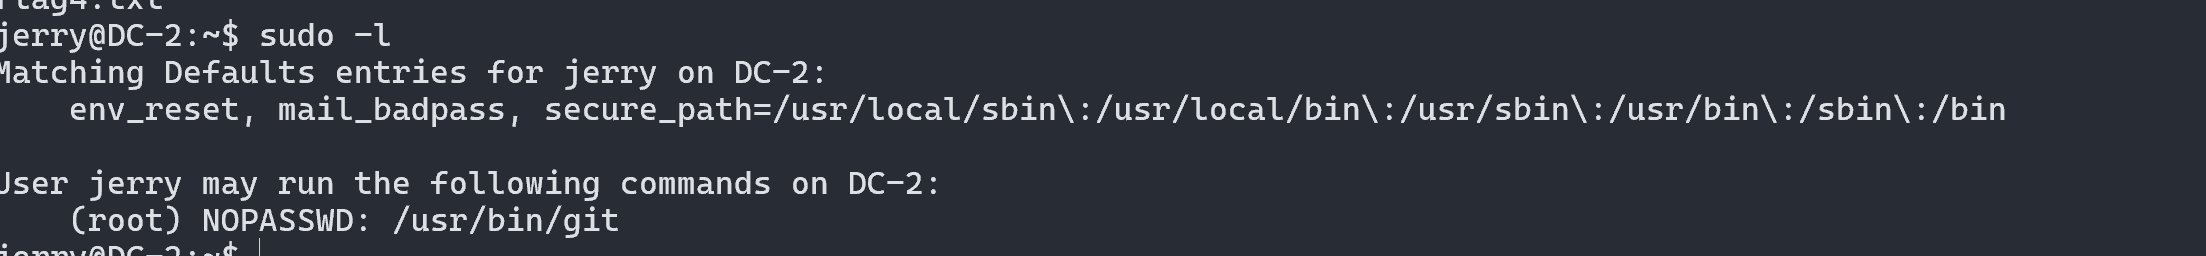 flag4.txt
jerry@DC-2:~$ sudo -l
Matching Defaults entries for jerry on DC-2:
    env_reset, mail_badpass, secure_path=/usr/local/sbin\:/usr/local/bin\:/usr/sbin\:/usr/bin\:/sbin\:/bin

User jerry may run the following commands on DC-2:
    (root) NOPASSWD: /usr/bin/git
jerry@DC-2:~$